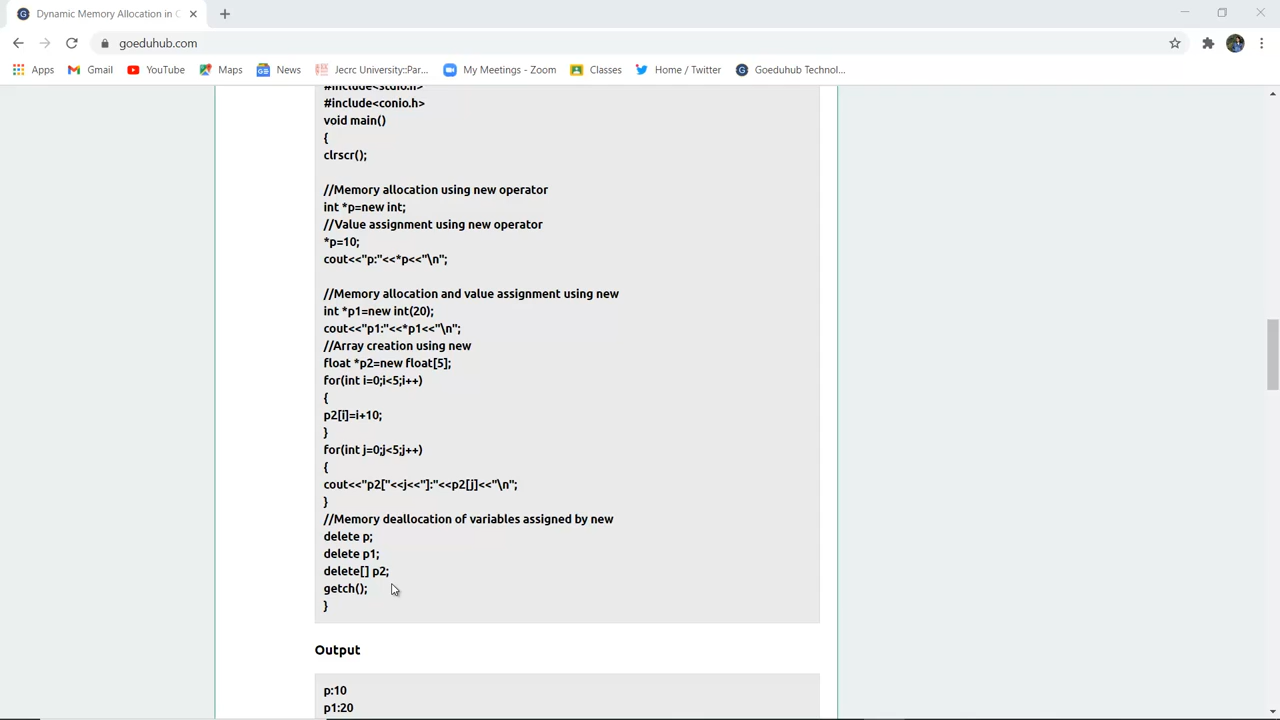 Dynamic Memory Allocation in C
goeduhub.com
Apps
Gmail
YouTube
Maps
News
Jecrc University::Par...
My Meetings - Zoom
Classes
Home / Twitter
Goeduhub Technol...
#include<stdio.h>
#include<conio.h>
void main()
{
clrscr();
//Memory allocation using new operator
int *p=new int;
//Value assignment using new operator
*p=10;
cout<<"p:"<<*p<<"\n";
//Memory allocation and value assignment using new
int *p1=new int(20);
cout<<"p1:"<<*p1<<"\n";
//Array creation using new
float *p2=new float[5];
for(int i=0;i<5;i++)
{
p2[i]=i+10;
}
for(int j=0;j<5;j++)
{
cout<<"p2["<<j<<"]:"<<p2[j]<<"\n";
}
//Memory deallocation of variables assigned by new
delete p;
delete p1;
delete[] p2;
getch();
}
Output
p:10
p1:20